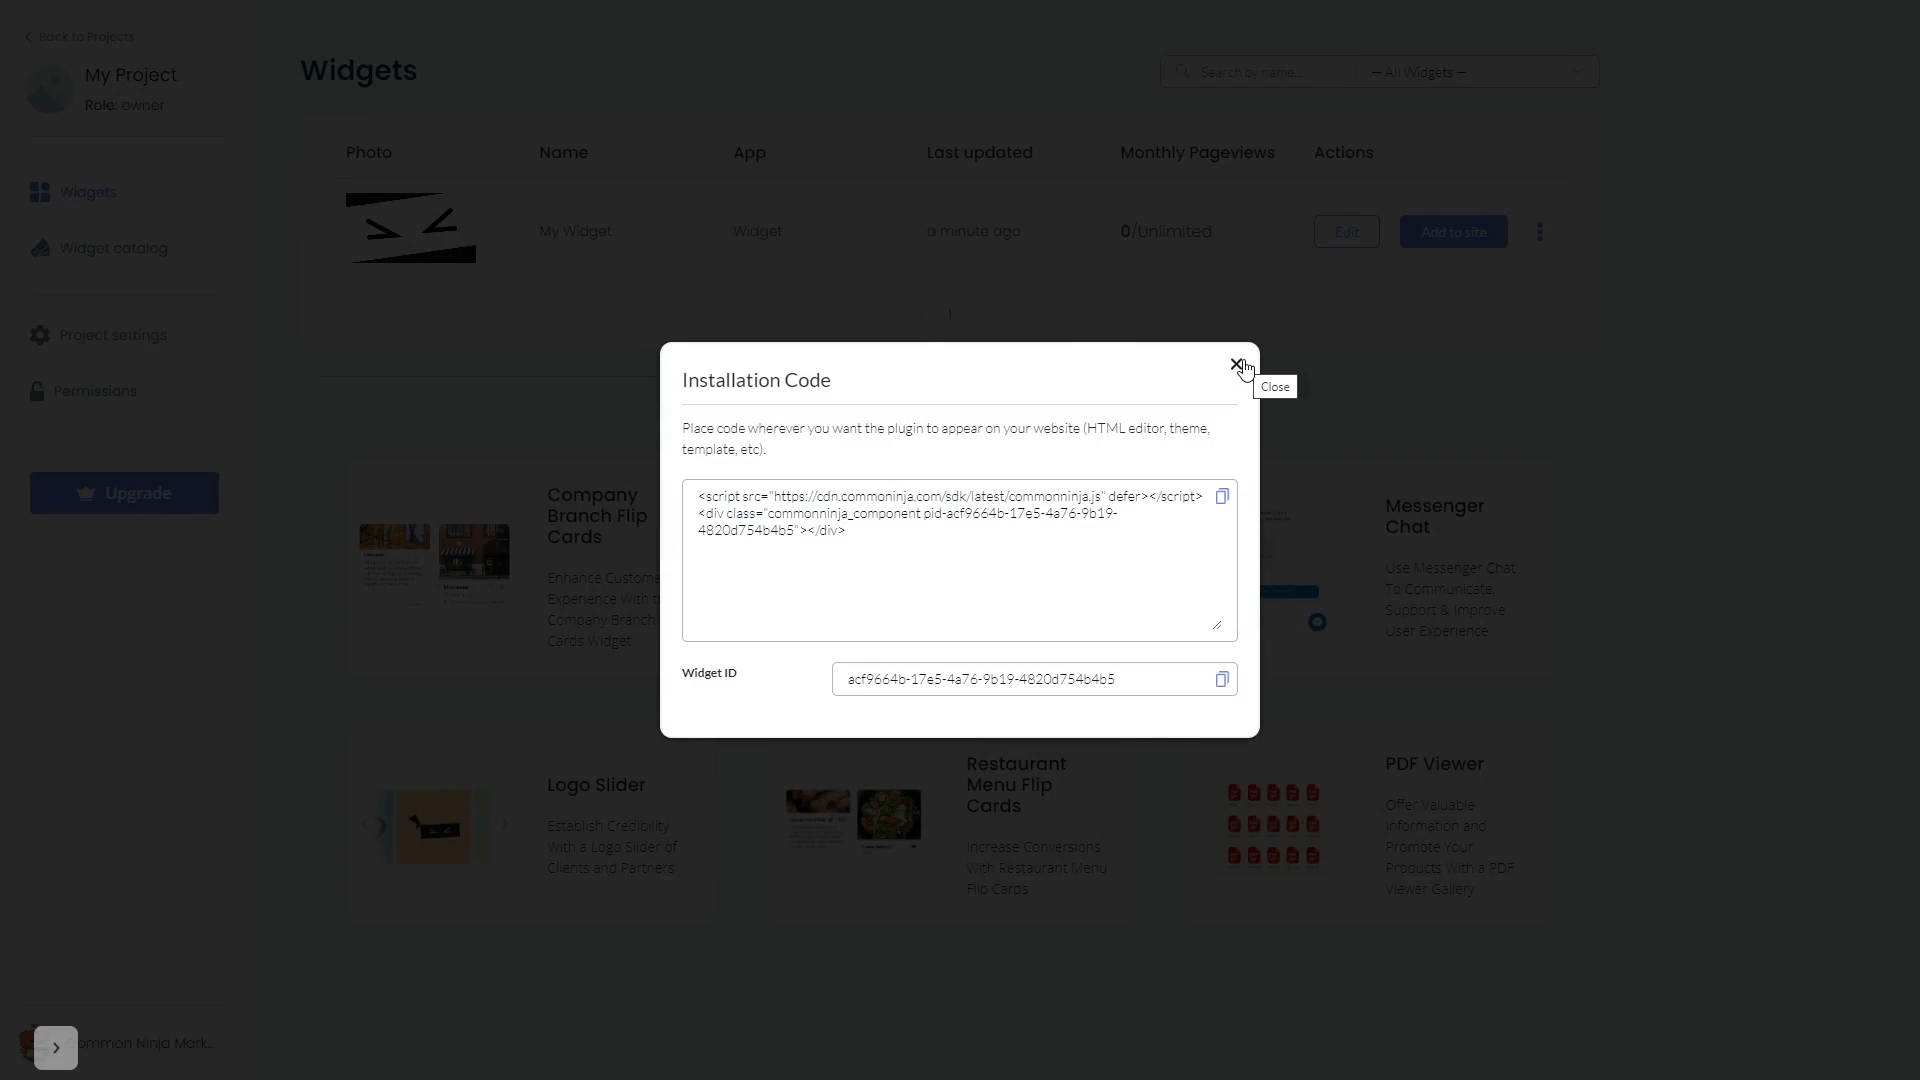 Back to Projects
My Project
Role: owner
Widgets
Widget catalog
Project settings
Permissions
Upgrade
Common Ninja Mark...
Widgets
Search by name...
— All Widgets —
Photo
Name
App
Last updated
Monthly Pageviews
Actions
My Widget
Widget
a minute ago
0/Unlimited
Edit
Add to site
1
Installation Code
Close
Place code wherever you want the plugin to appear on your website (HTML editor, theme,
template, etc).
<script src="https://cdn.commoninja.com/sdk/latest/commonninja.js" defer></script>
<div class="commonninja_component pid-acf9664b-17e5-4a76-9b19-
4820d754b4b5"></div>
Widget ID
acf9664b-17e5-4a76-9b19-4820d754b4b5
Company
Branch Flip
Cards
Enhance Custome
Experience With
Company Branch
Cards Widget
Messenger
Chat
Use Messenger Chat
To Communicate,
Support & Improve
User Experience
Logo Slider
Establish Credibility
With a Logo Slider of
Clients and Partners
Restaurant
Menu Flip
Cards
Increase Conversions
With Restaurant Menu
Flip Cards
PDF Viewer
Offer Valuable
Information and
Promote Your
Products With a PDF
Viewer Gallery